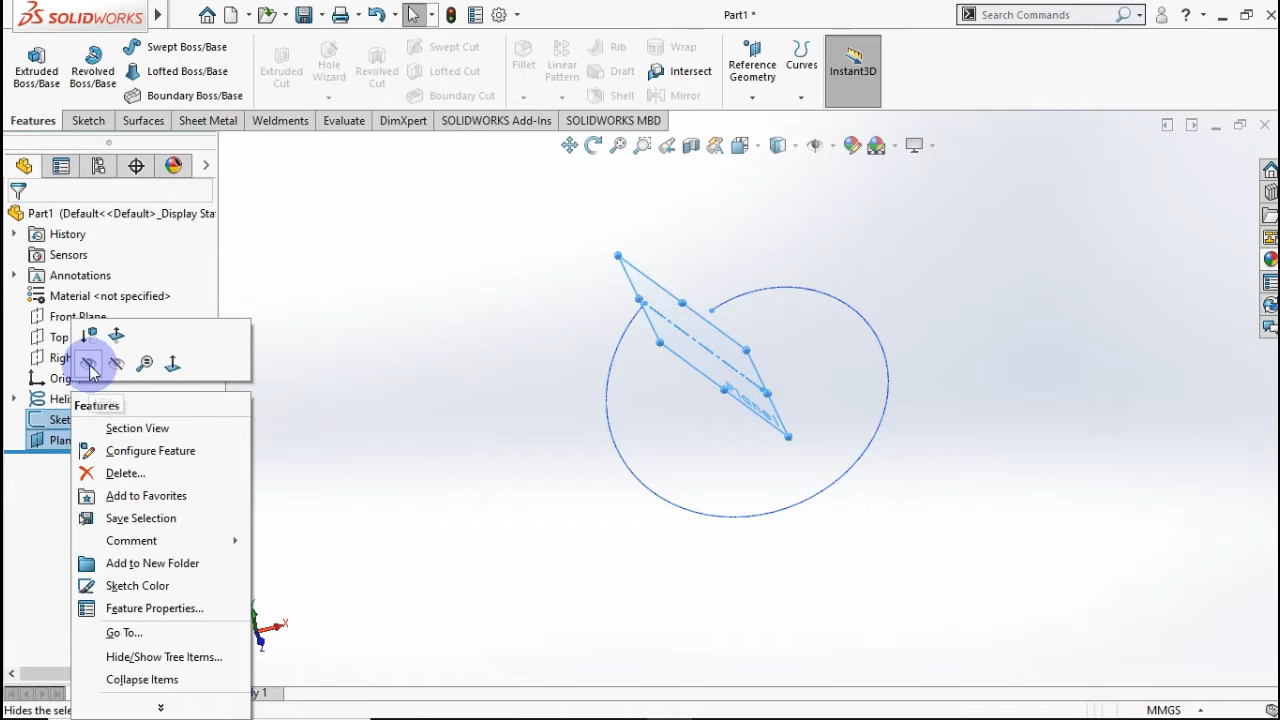 SOLIDWORKS
Part1 *
Search Commands
Extruded Boss/Base
Revolved Boss/Base
Swept Boss/Base
Lofted Boss/Base
Boundary Boss/Base
Extruded Cut
Hole Wizard
Revolved Cut
Swept Cut
Lofted Cut
Boundary Cut
Fillet
Linear Pattern
Rib
Draft
Shell
Wrap
Intersect
Mirror
Reference Geometry
Curves
Instant3D
Features
Sketch
Surfaces
Sheet Metal
Weldments
Evaluate
DimXpert
SOLIDWORKS Add-Ins
SOLIDWORKS MBD
Part1 (Default<<Default>_Display Sta
History
Sensors
Annotations
Material <not specified>
Front Plane
Top
Rig
Orig
Heli
Sket
Plan
Features
Section View
Configure Feature
Delete...
Add to Favorites
Save Selection
Comment
Add to New Folder
Sketch Color
Feature Properties...
Go To...
Hide/Show Tree Items...
Collapse Items
X
Z
Hides the sele
MMGS